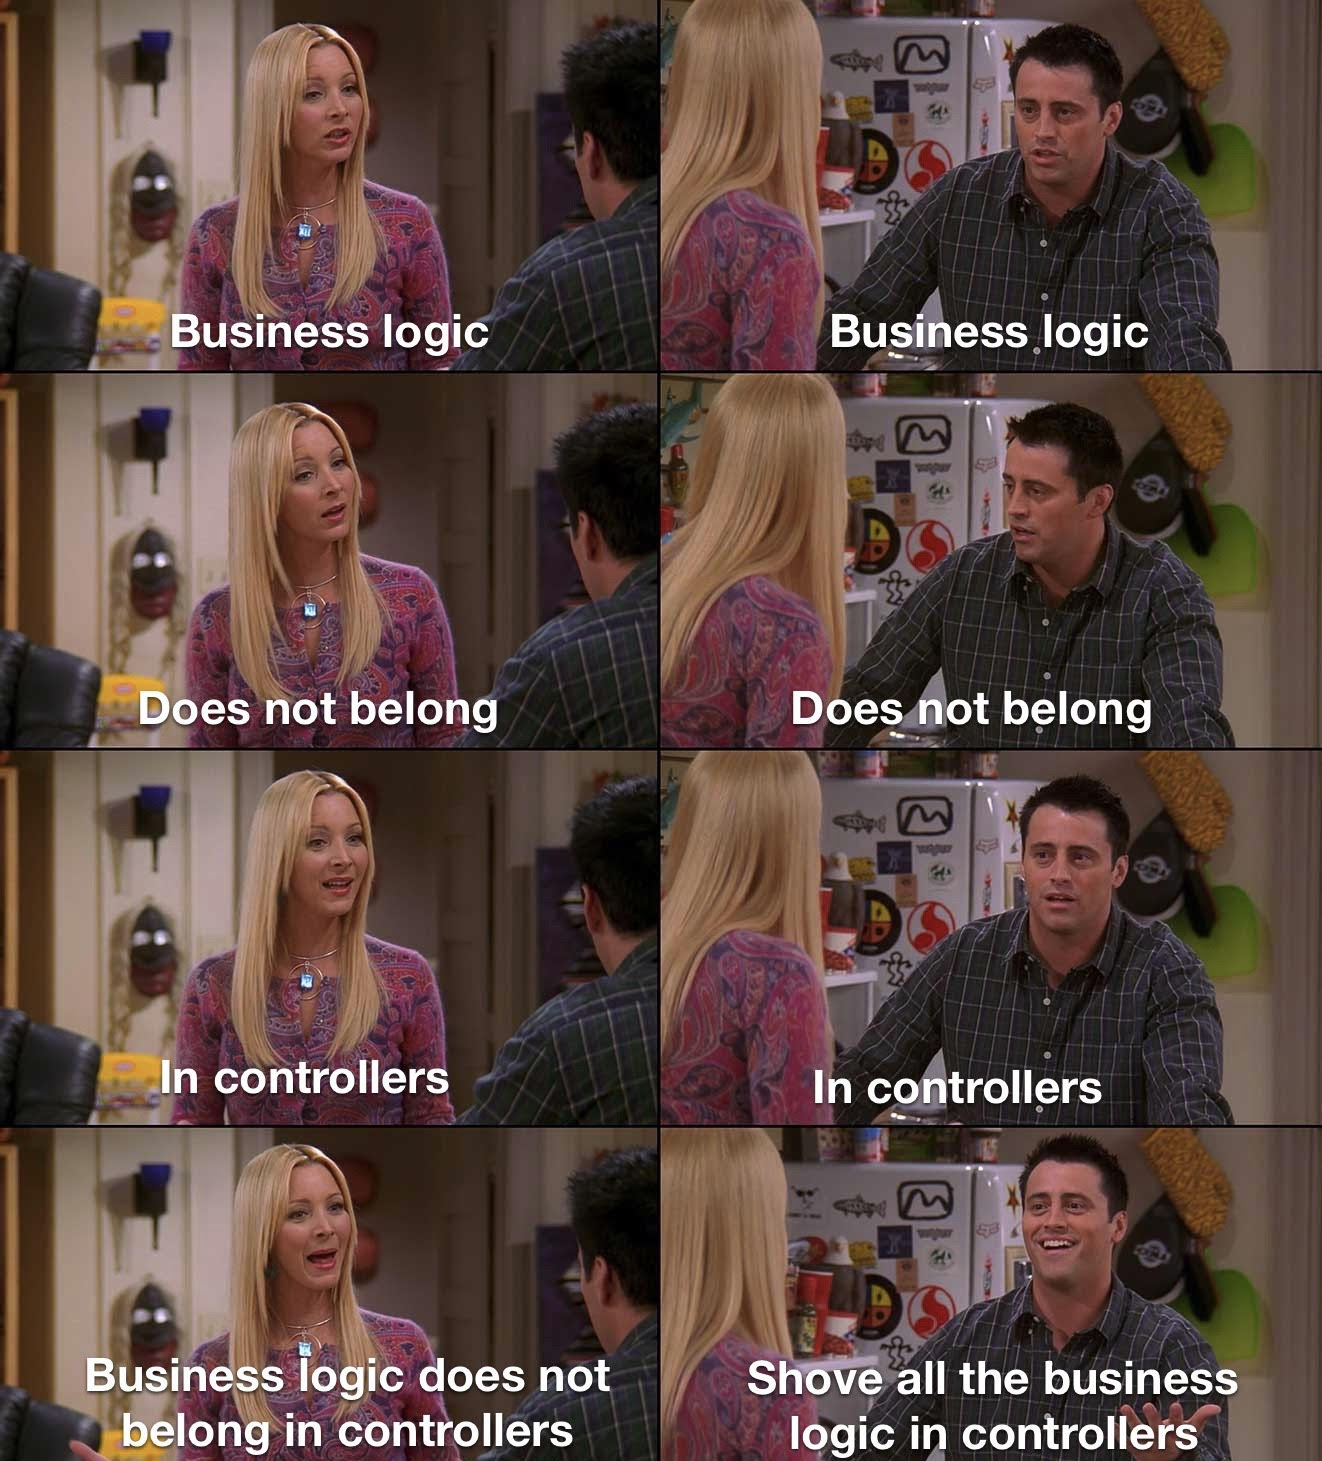 Business logic
Business logic
Does not belong
Does not belong
In controllers
In controllers
Business logic does not
belong in controllers
Shove all the business
logic in controllers